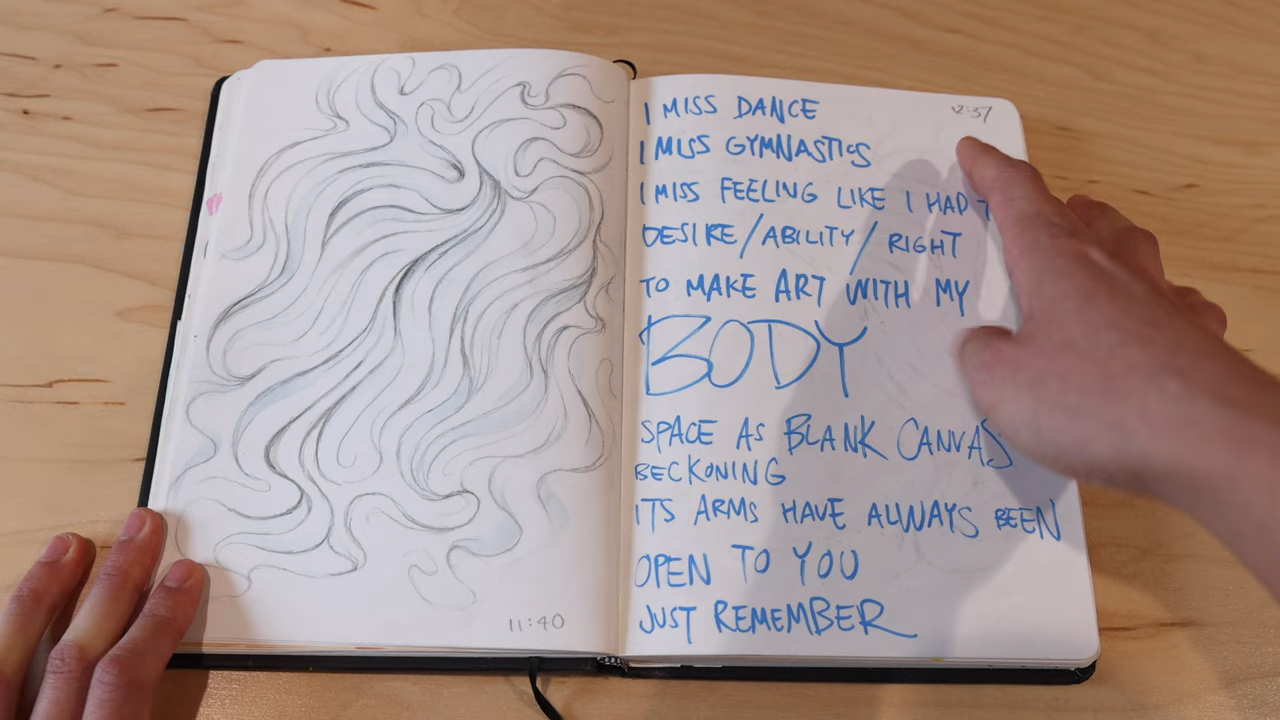 11:40
12:37
I MISS DANCE
I MISS GYMNASTICS
I MISS FEELING LIKE I HAD
DESIRE/ABILITY/RIGHT
TO MAKE ART WITH MY
BODY
SPACE AS BLANK CANVAS
BECKONING
ITS ARMS HAVE ALWAYS BEEN
OPEN TO YOU
JUST REMEMBER